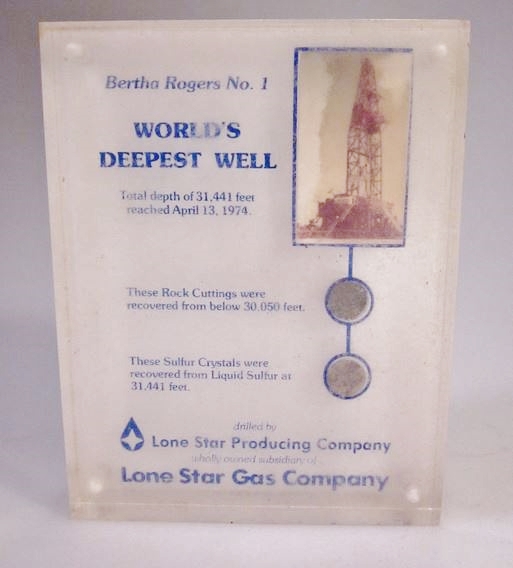 Bertha Rogers No. 1
WORLD'S
DEEPEST WELL
Total depth of 31,441 feet
reached April 13, 1974.
These Rock Cuttings were
recovered from below 30,050 feet.
These Sulfur Crystals were
recovered from Liquid Sulfur at
31,441 feet.
drilled by
Lone Star Producing Company
wholly owned subsidiary of
Lone Star Gas Company